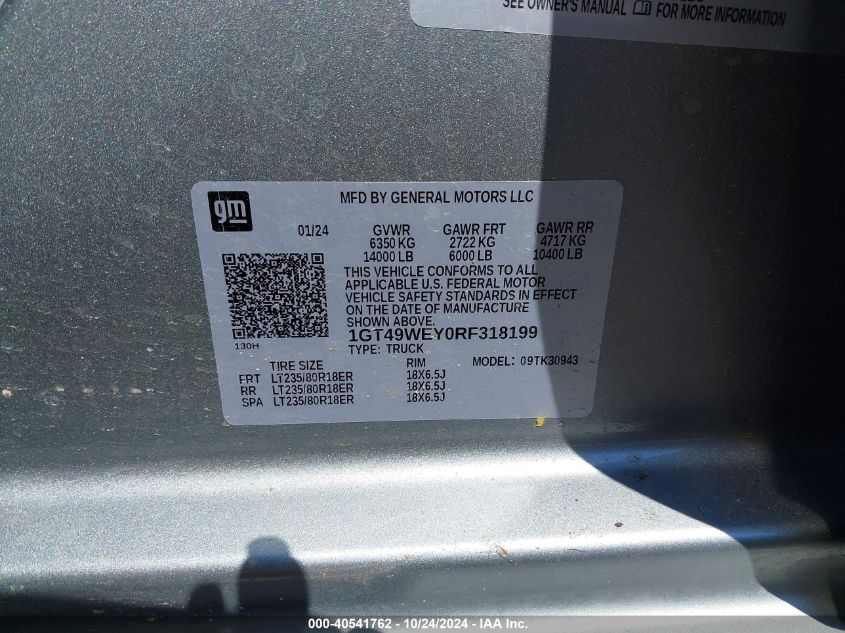 SEE OWNER'S MANUAL FOR MORE INFORMATION
gm
MFD BY GENERAL MOTORS LLC
01/24 GVWR GAWR FRT GAWR RR
6350 KG 2722 KG 4717 KG
14000 LB 6000 LB 10400 LB
THIS VEHICLE CONFORMS TO ALL
APPLICABLE U.S. FEDERAL MOTOR
VEHICLE SAFETY STANDARDS IN EFFECT
ON THE DATE OF MANUFACTURE
SHOWN ABOVE.
130H 1GT49WEY0RF318199
TYPE: TRUCK MODEL: 09TK30943
TIRE SIZE RIM
FRT LT235/80R18ER 18X6.5J
RR LT235/80R18ER 18X6.5J
SPA LT235/80R18ER 18X6.5J
000-40541762 - 10/24/2024 - IAA Inc.